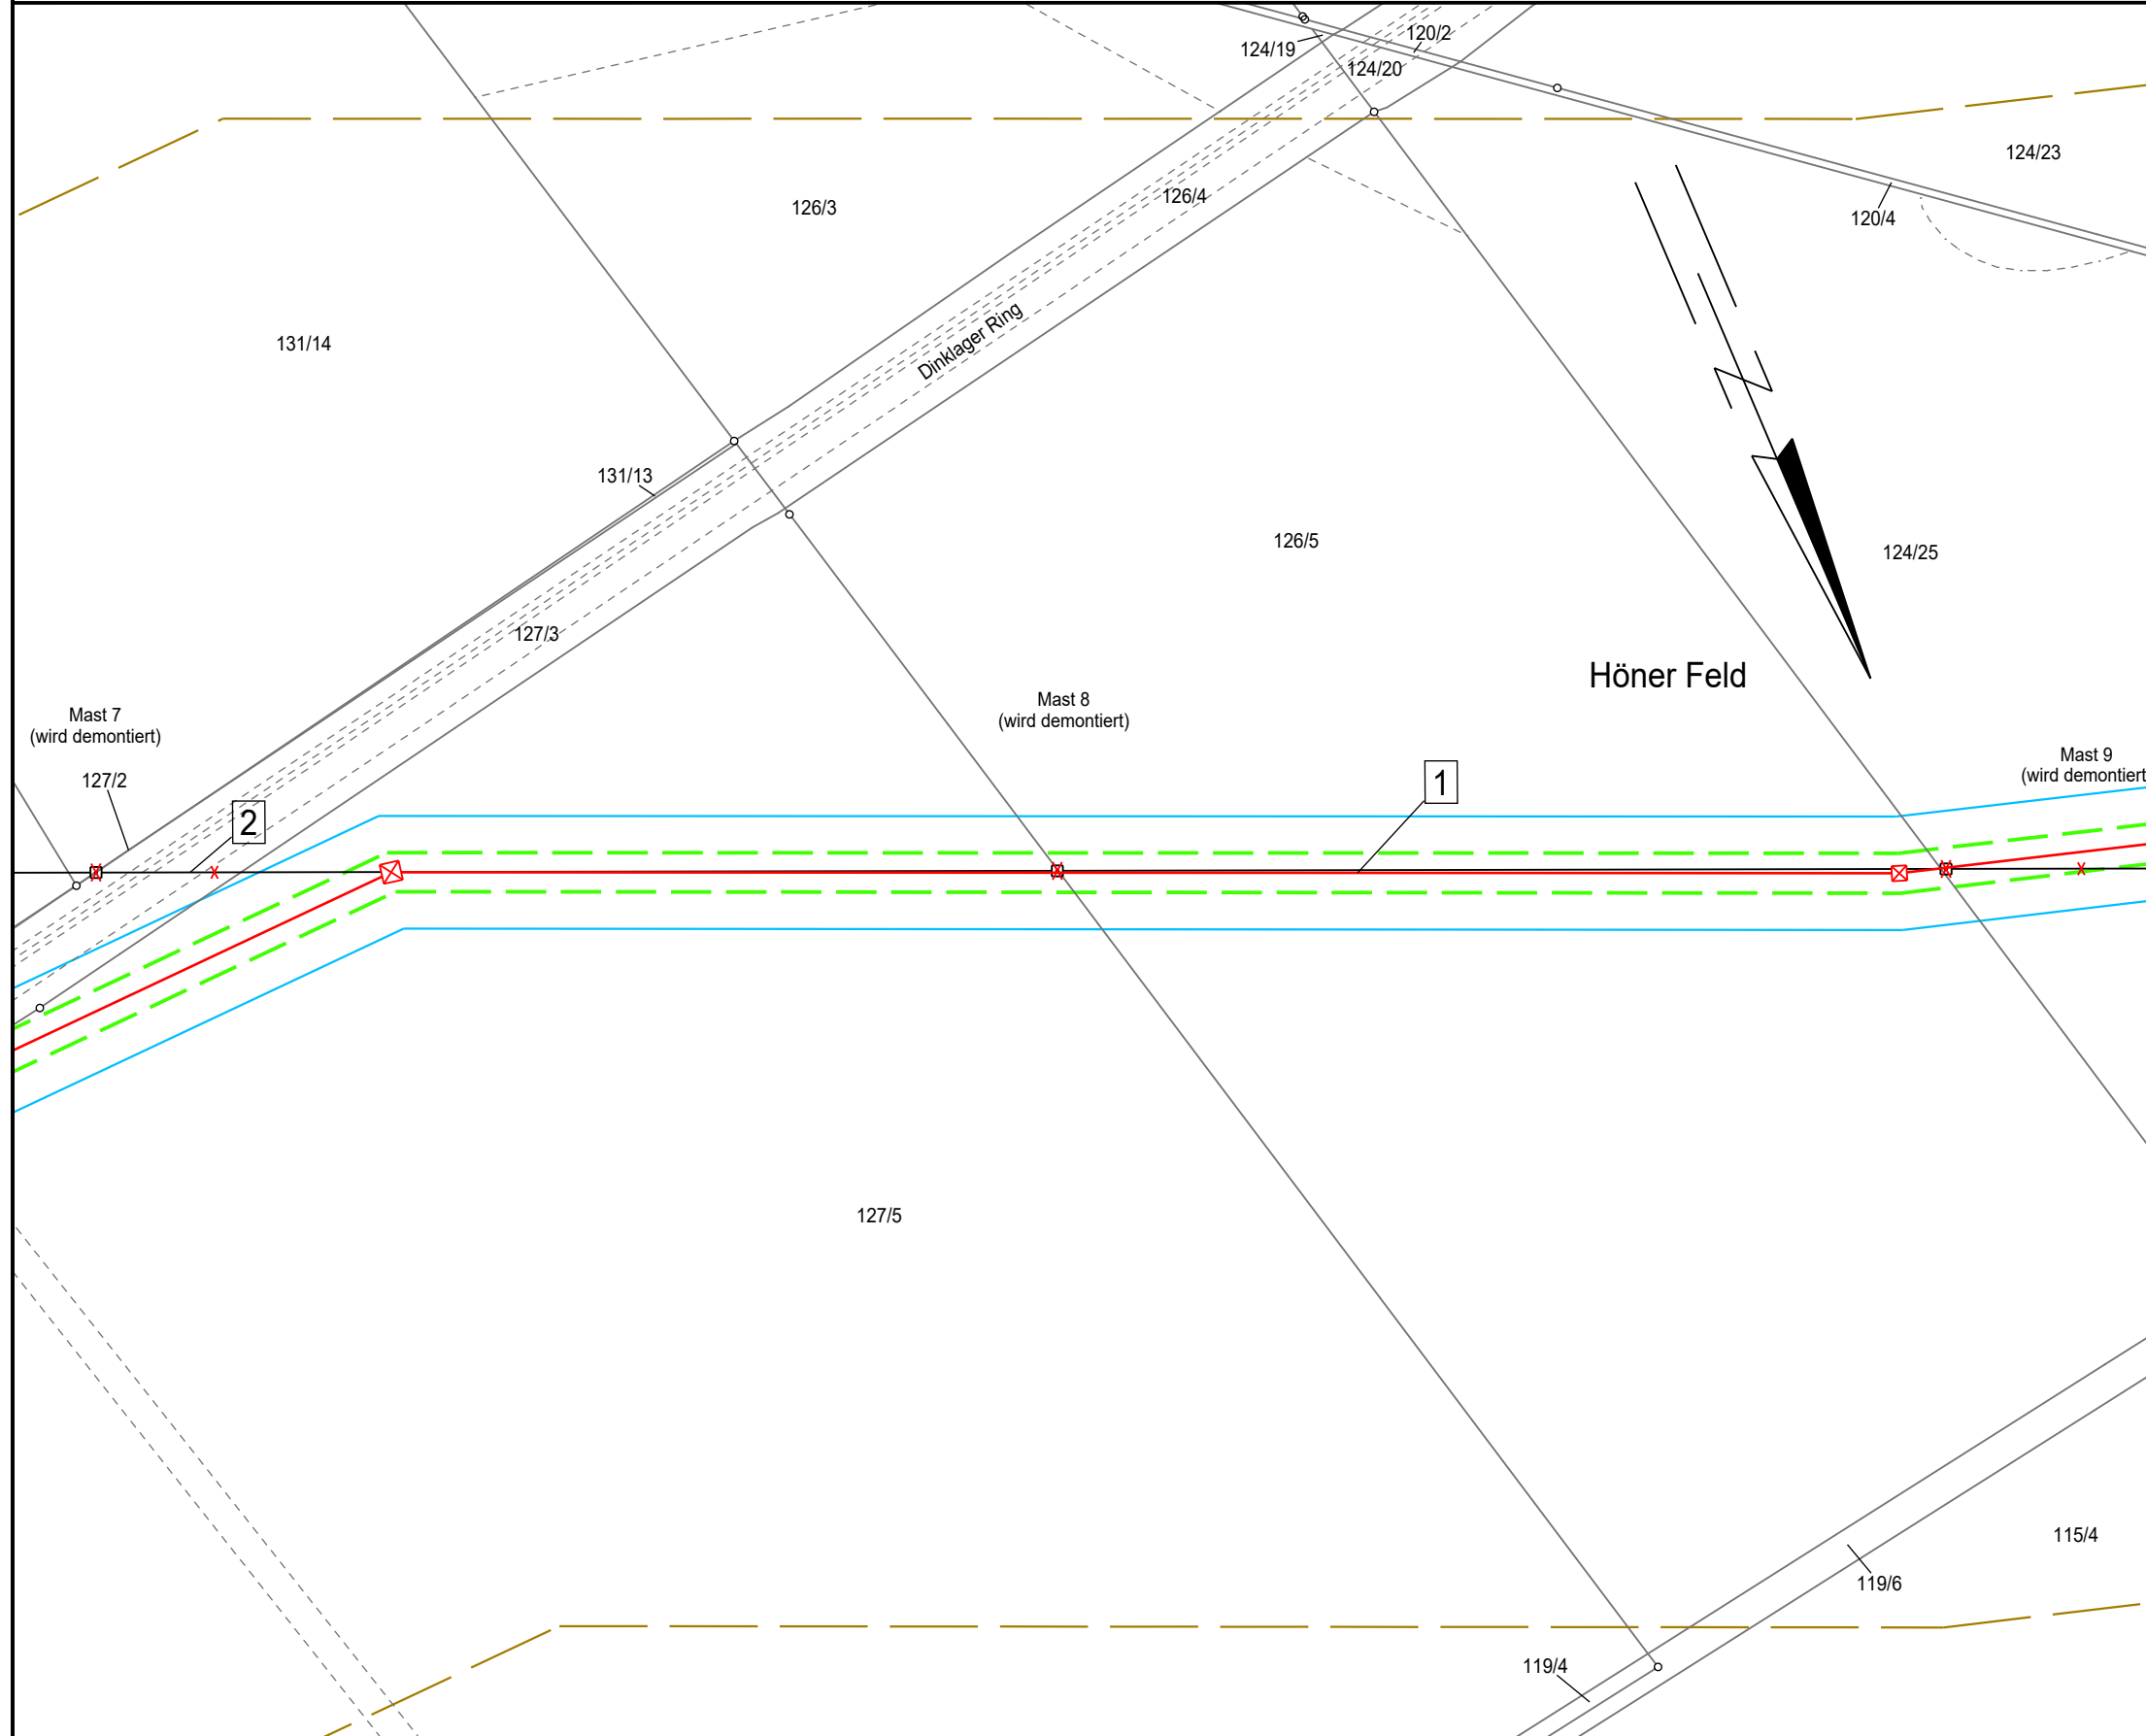 120/2
124/19
124/20
124/23
126/4
126/3
120/4
Dinklager Ring
131/14
131/13
126/5
124/25
127/3
Höner Feld
Mast 7
(wird demontiert)
Mast 8
(wird demontiert)
Mast 9
(wird demontiert
127/2
1
2
127/5
115/4
119/6
119/4